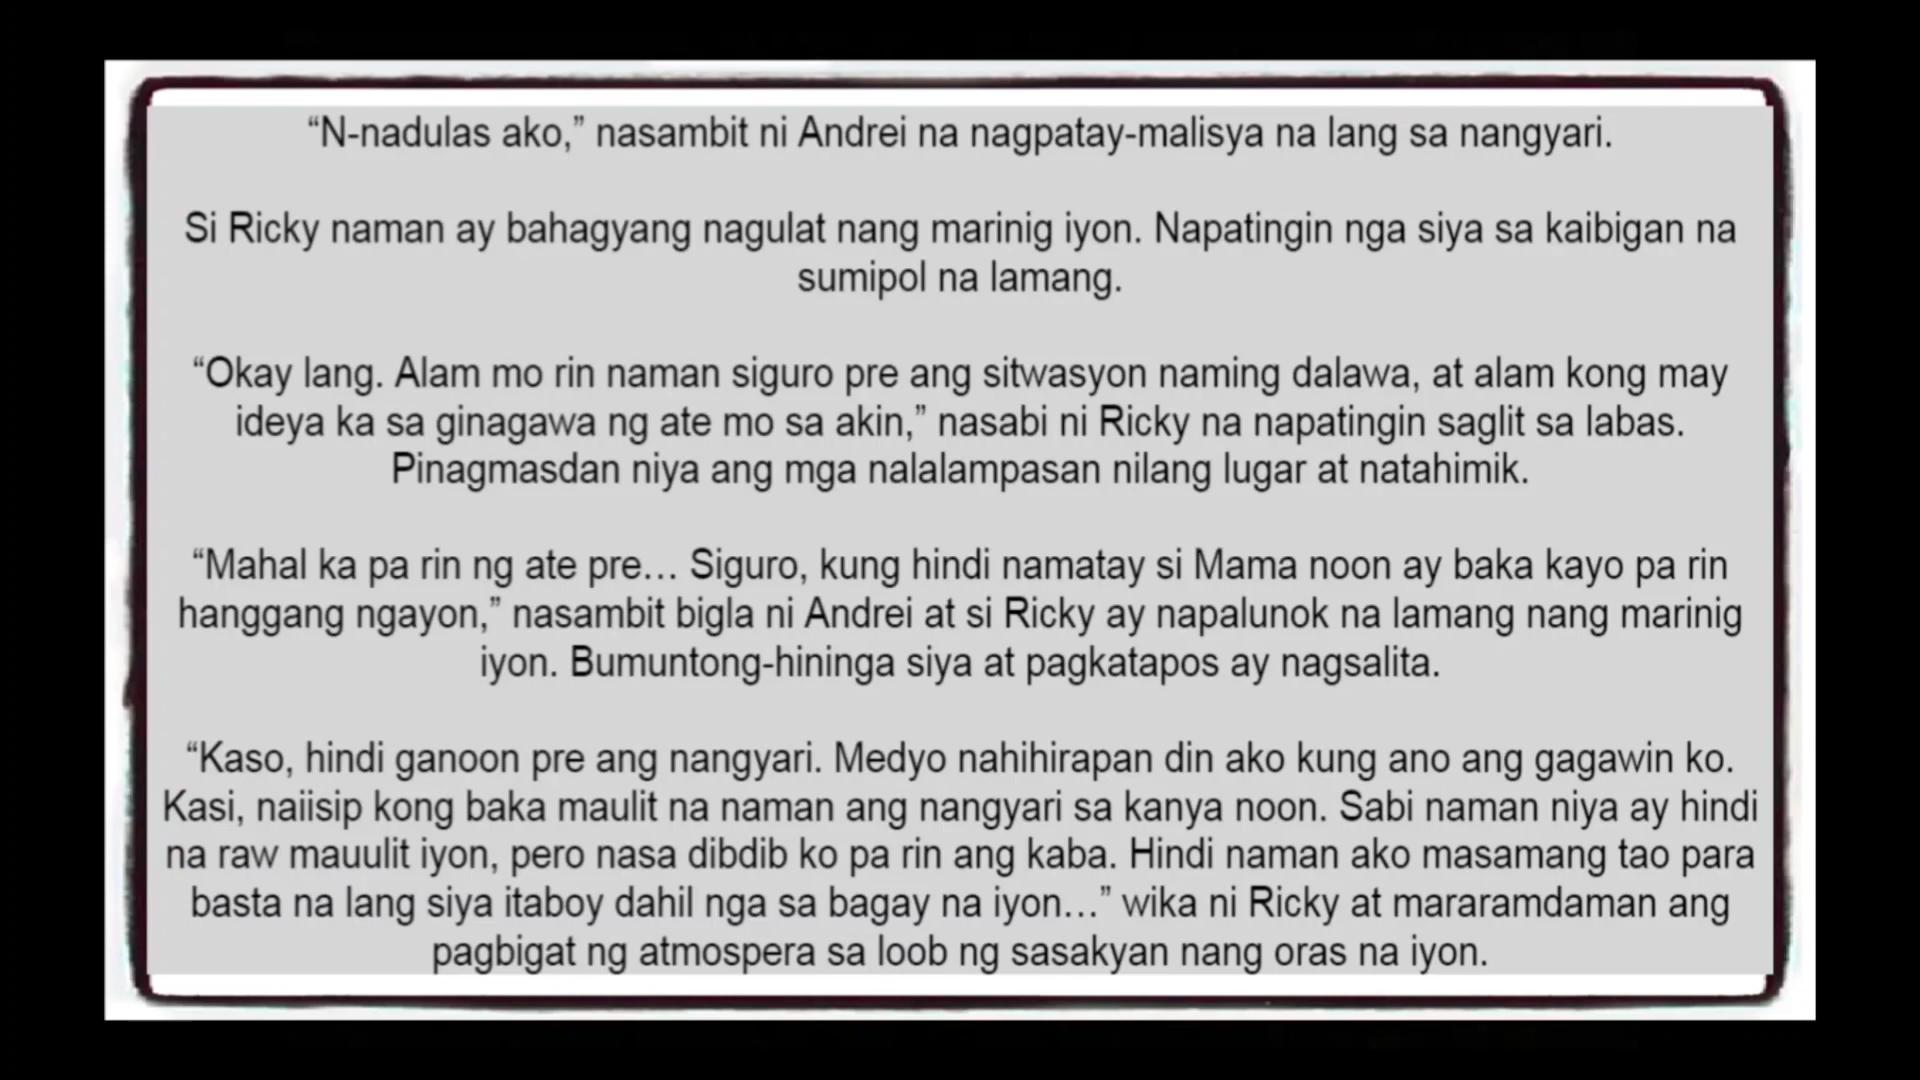 “N-nadulas ako,” nasambit ni Andrei na nagpatay-malisya na lang sa nangyari.
Si Ricky naman ay bahagyang nagulat nang marinig iyon. Napatingin nga siya sa kaibigan na
sumipol na lamang.
“Okay lang. Alam mo rin naman siguro pre ang sitwasyon naming dalawa, at alam kong may
ideya ka sa ginagawa ng ate mo sa akin,” nasabi ni Ricky na napatingin saglit sa labas.
Pinagmasdan niya ang mga nalalampasan nilang lugar at natahimik.
“Mahal ka pa rin ng ate pre… Siguro, kung hindi namatay si Mama noon ay baka kayo pa rin
hanggang ngayon,” nasambit bigla ni Andrei at si Ricky ay napalunok na lamang nang marinig
iyon. Bumuntong-hininga siya at pagkatapos ay nagsalita.
“Kaso, hindi ganoon pre ang nangyari. Medyo nahihirapan din ako kung ano ang gagawin ko.
Kasi, naiisip kong baka maulit na naman ang nangyari sa kanya noon. Sabi naman niya ay hindi
na raw mauulit iyon, pero nasa dibdib ko pa rin ang kaba. Hindi naman ako masamang tao para
basta na lang siya itaboy dahil nga sa bagay na iyon…” wika ni Ricky at mararamdaman ang
pagbigat ng atmospera sa loob ng sasakyan nang oras na iyon.